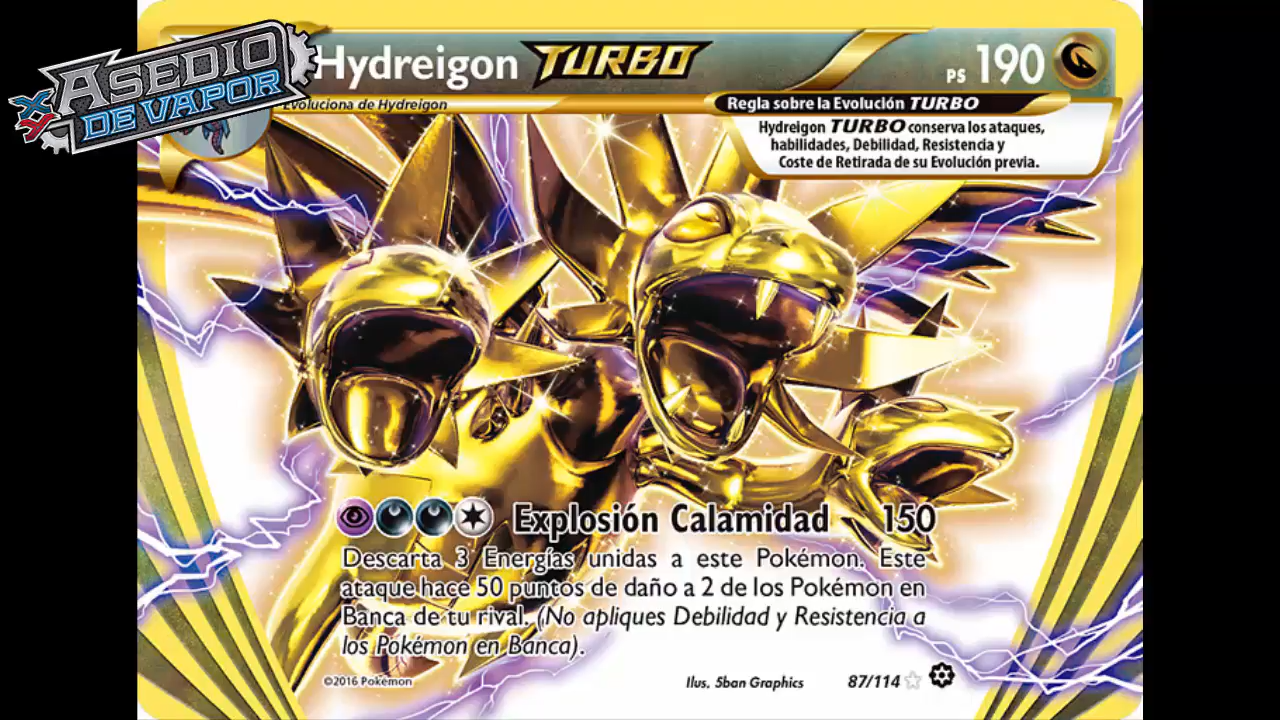 XY
ASEDIO
DE VAPOR
Hydreigon TURBO
PS 190
Evoluciona de Hydreigon
Regla sobre la Evolución TURBO
Hydreigon TURBO conserva los ataques,
habilidades, Debilidad, Resistencia y
Coste de Retirada de su Evolución previa.
Explosión Calamidad 150
Descarta 3 Energías unidas a este Pokémon. Este
ataque hace 50 puntos de daño a 2 de los Pokémon en
Banca de tu rival. (No apliques Debilidad y Resistencia a
los Pokémon en Banca).
©2016 Pokémon
Ilus. 5ban Graphics
87/114